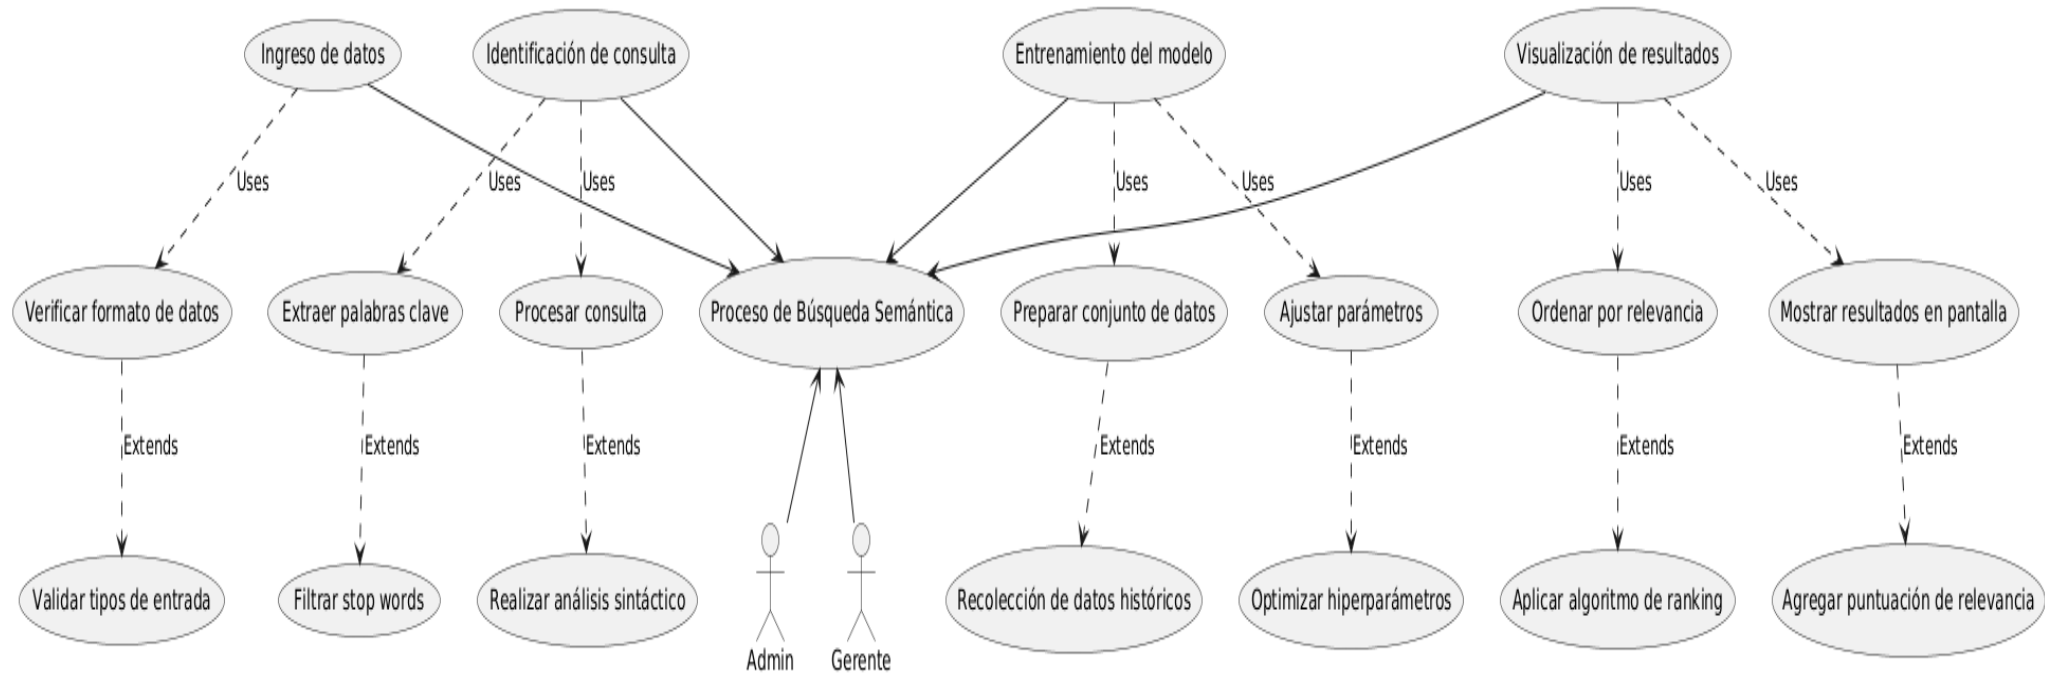 Ingreso de datos
Identificación de consulta
Entrenamiento del modelo
Visualización de resultados
Uses
Uses
Uses
Uses
Uses
Uses
Uses
Verificar formato de datos
Extraer palabras clave
Procesar consulta
Proceso de Búsqueda Semántica
Preparar conjunto de datos
Ajustar parámetros
Ordenar por relevancia
Mostrar resultados en pantalla
Extends
Extends
Extends
Extends
Extends
Extends
Extends
Validar tipos de entrada
Filtrar stop words
Realizar análisis sintáctico
Recolección de datos históricos
Optimizar hiperparámetros
Aplicar algoritmo de ranking
Agregar puntuación de relevancia
Admin
Gerente